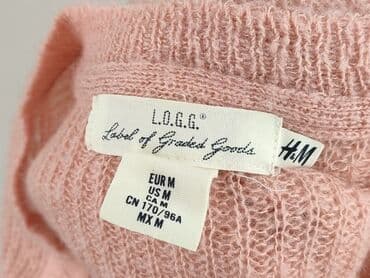 L.O.G.G.®
Label of Graded Goods
H&M
EUR M
US M
CA M
CN 170/96A
MX M